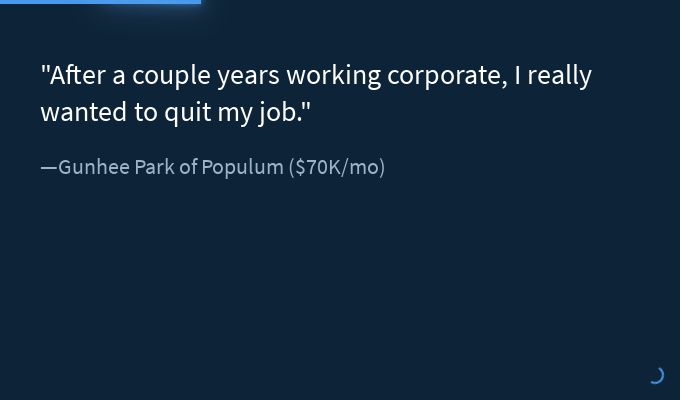 "After a couple years working corporate, I really
wanted to quit my job."
—Gunhee Park of Populum ($70K/mo)